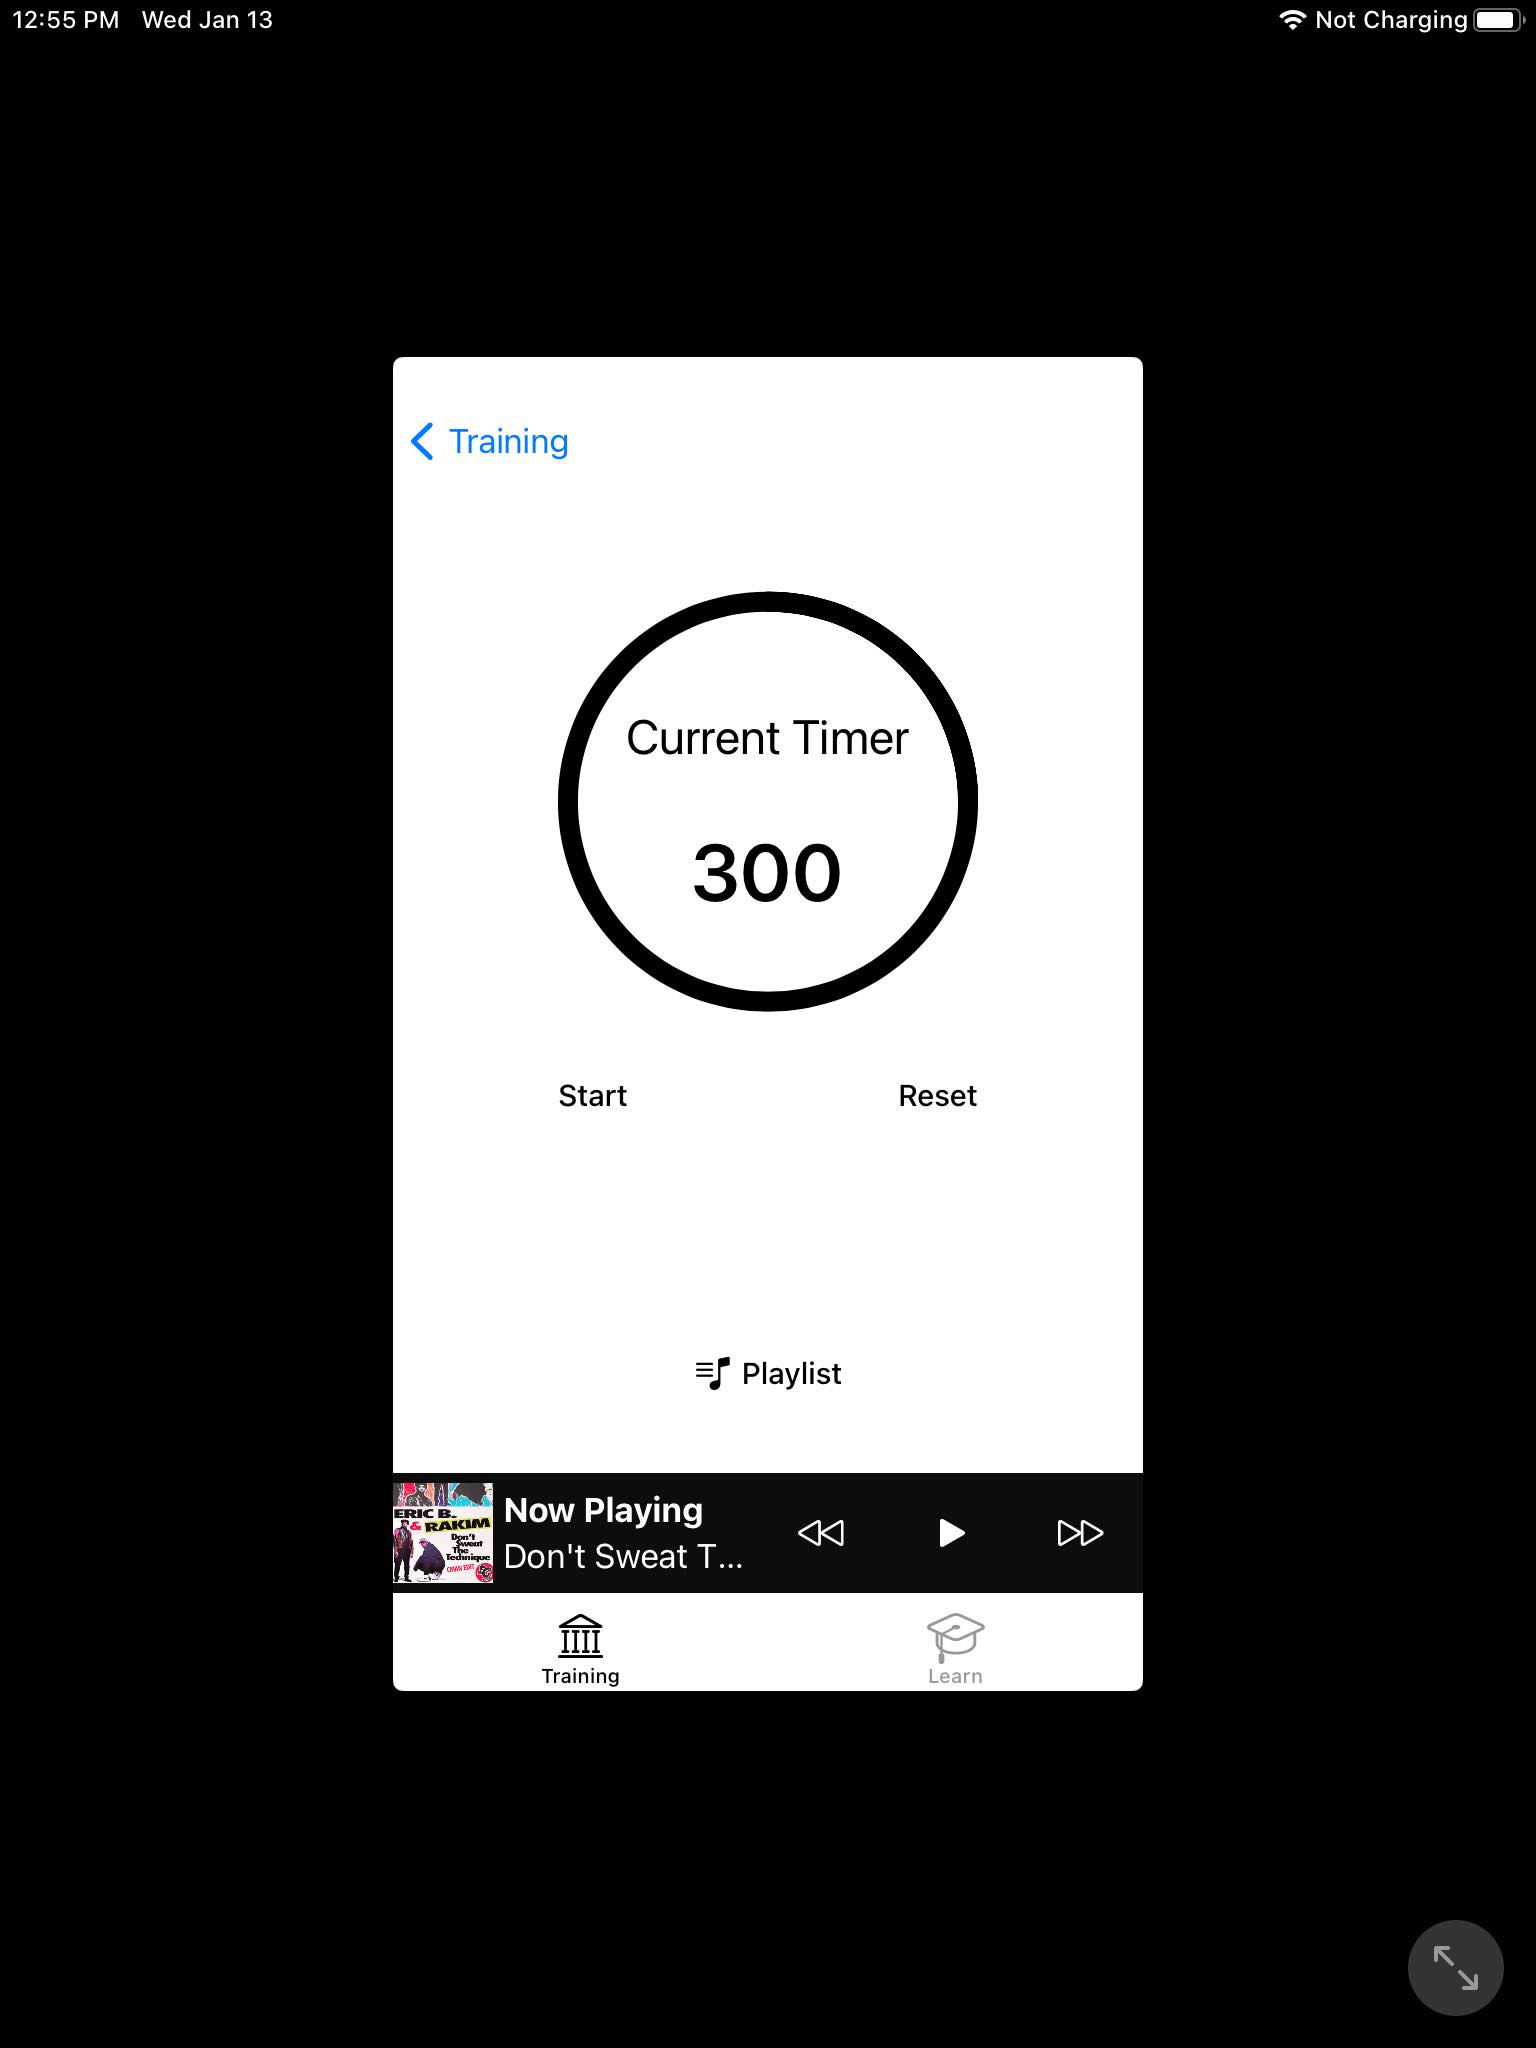 12:55 PM Wed Jan 13
Not Charging
Training
Current Timer
300
Start Reset
Playlist
ERIC B.
& RAKIM
Don't
Sweat
The
Technique
Now Playing
Don't Sweat T...
Training Learn